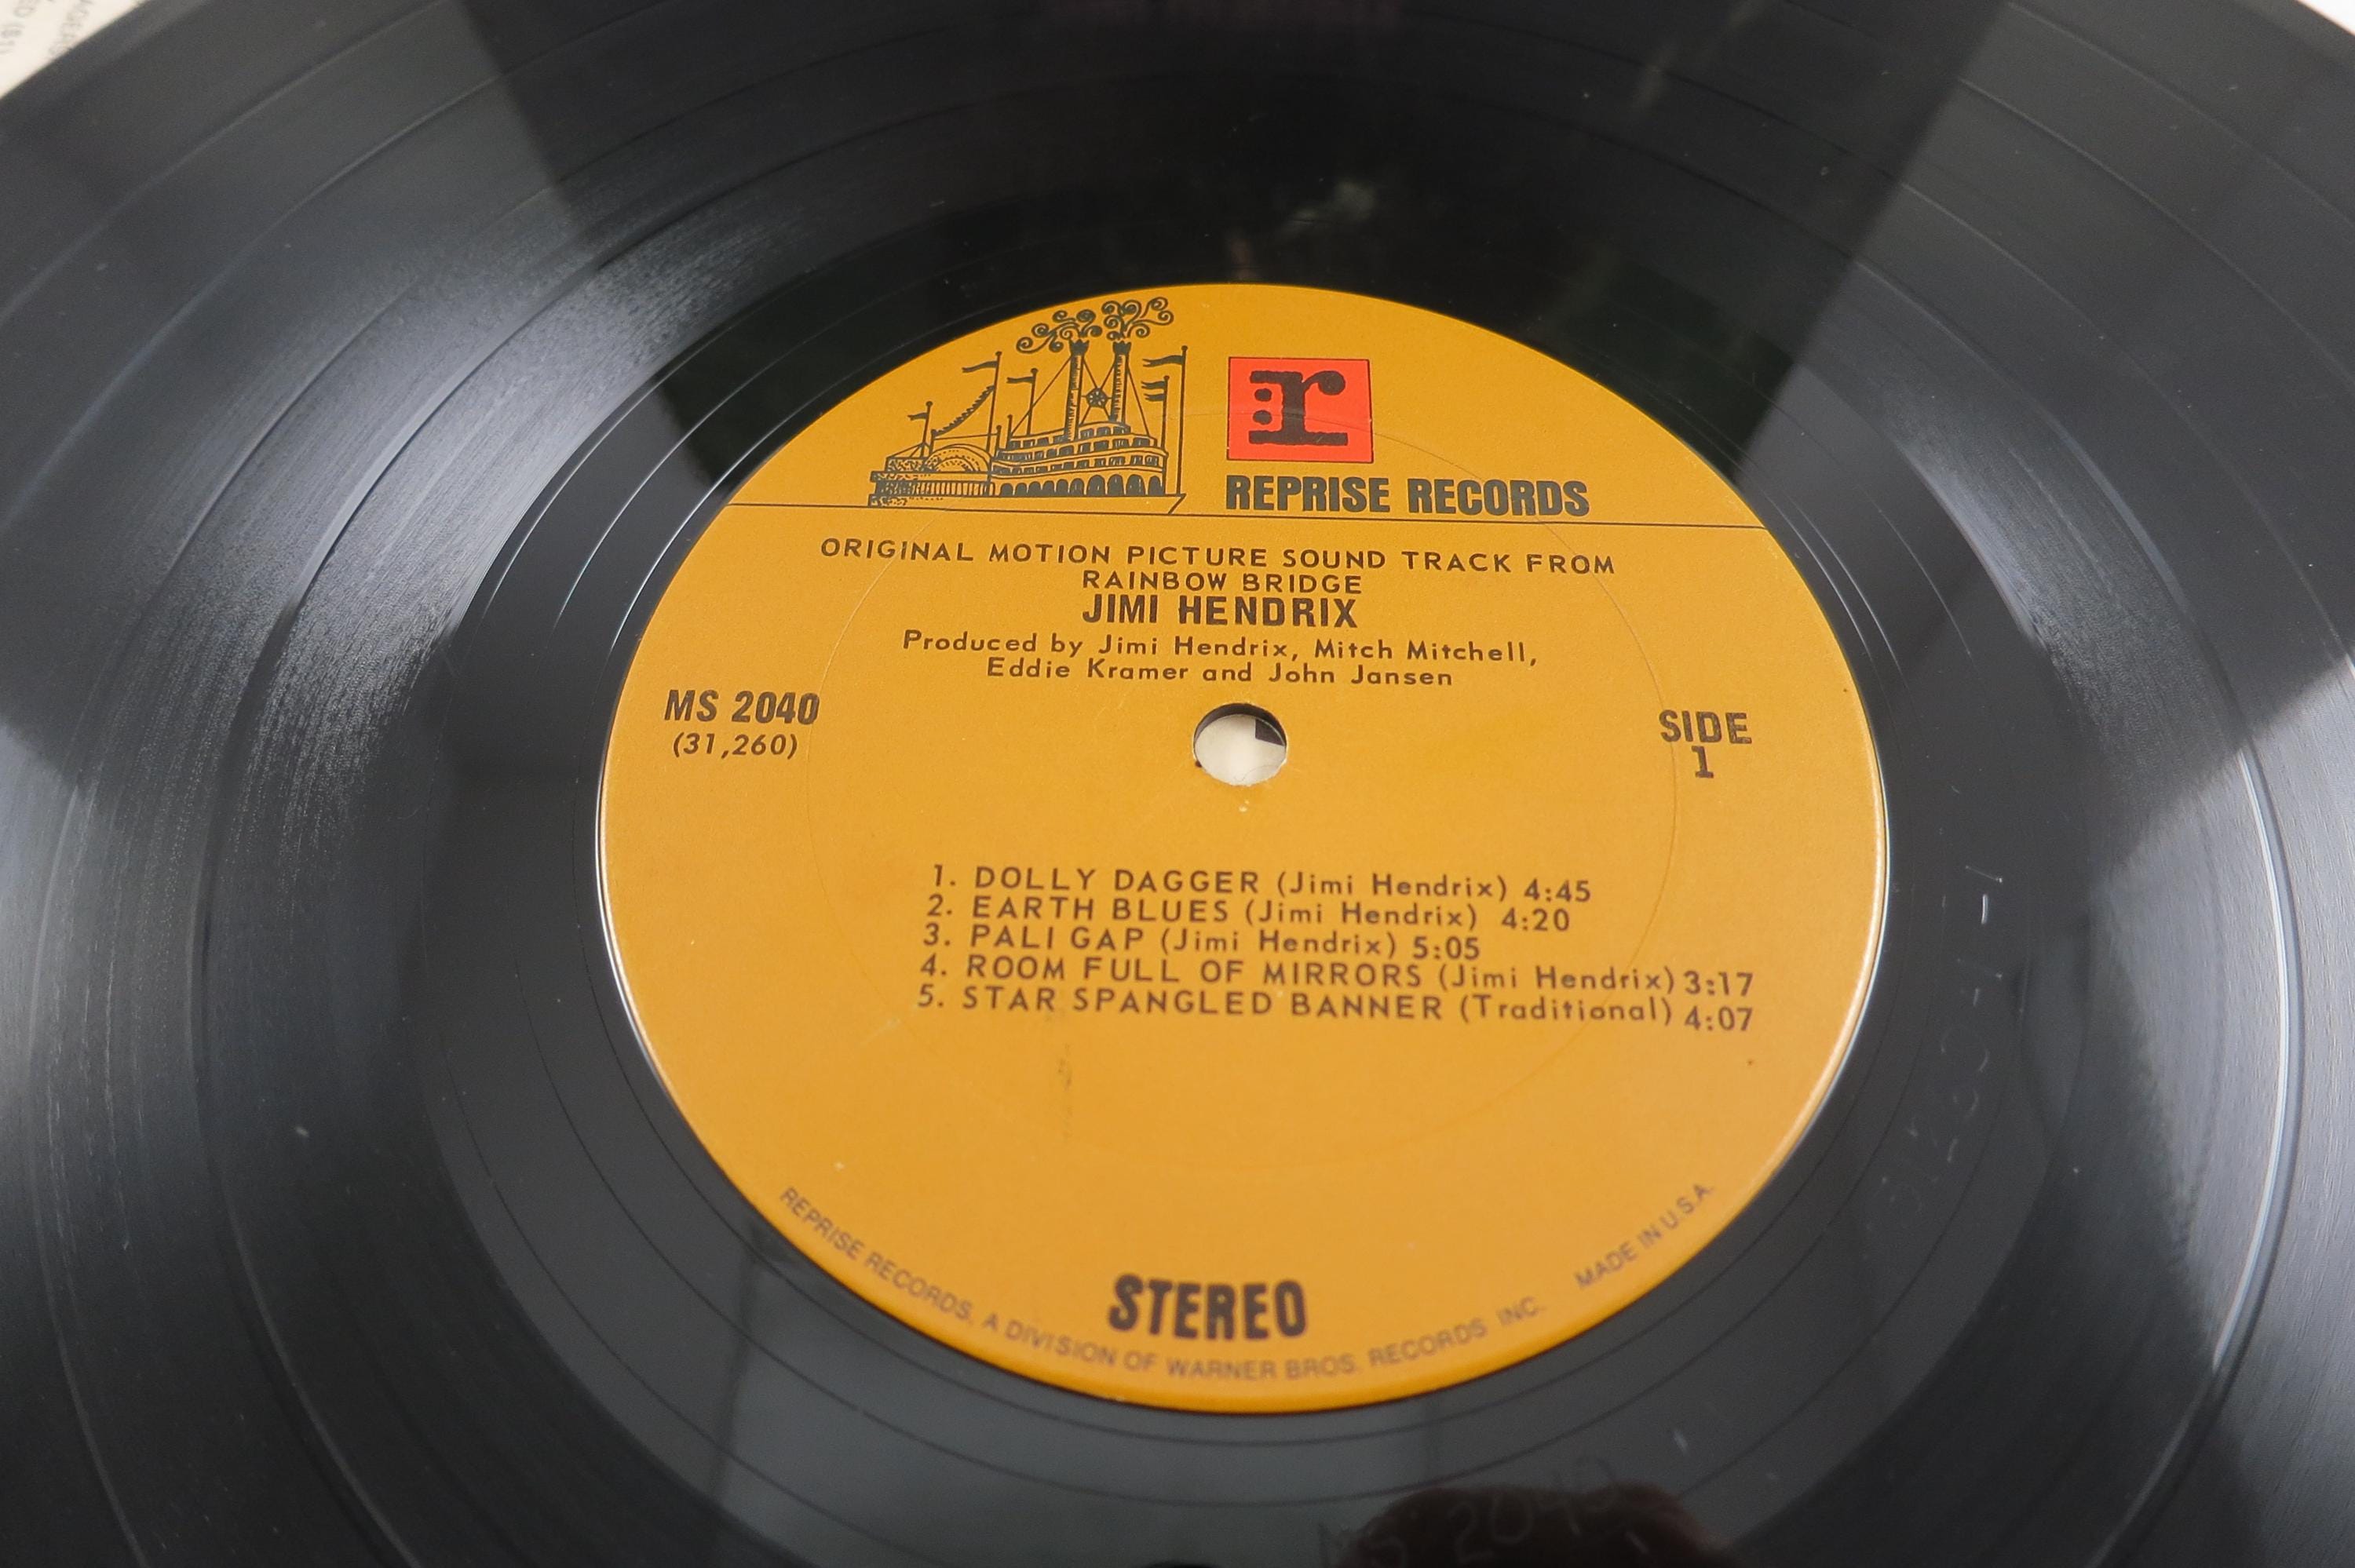 r
REPRISE RECORDS
ORIGINAL MOTION PICTURE SOUND TRACK FROM
RAINBOW BRIDGE
JIMI HENDRIX
Produced by Jimi Hendrix, Mitch Mitchell,
Eddie Kramer and John Jansen
MS 2040
(31,260)
SIDE
1
1. DOLLY DAGGER (Jimi Hendrix) 4:45
2. EARTH BLUES (Jimi Hendrix) 4:20
3. PALI GAP (Jimi Hendrix) 5:05
4. ROOM FULL OF MIRRORS (Jimi Hendrix) 3:17
5. STAR SPANGLED BANNER (Traditional) 4:07
STEREO
REPRISE RECORDS, A DIVISION OF WARNER BROS. RECORDS INC. MADE IN U.S.A.